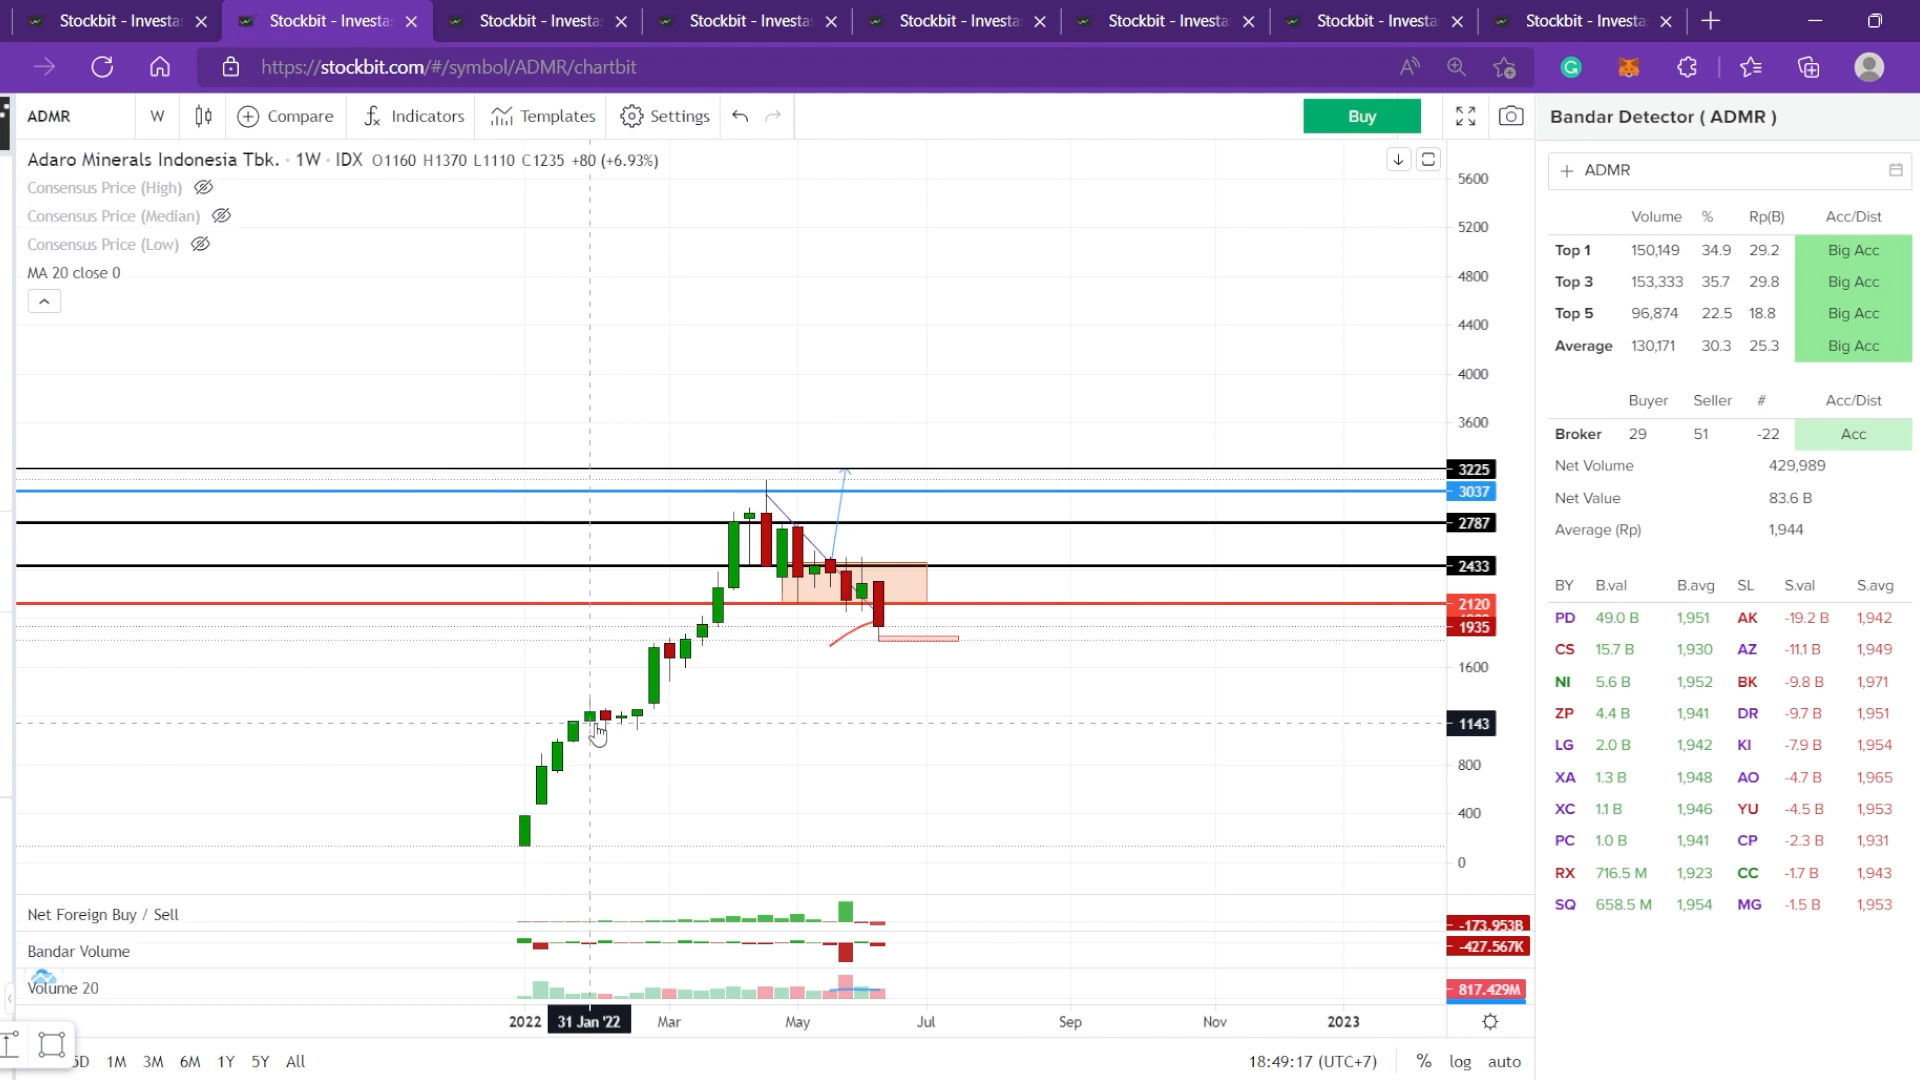 Stockbit - Investas
Stockbit - Investas
Stockbit - Investas
Stockbit - Investas
Stockbit - Investa
Stockbit - Investa
Stockbit - Investa
Stockbit - Investa
https://stockbit.com/#/symbol/ADMR/chartbit
ADMR W Compare Indicators Templates Settings Buy
Adaro Minerals Indonesia Tbk. · 1W · IDX O1160 H1370 L1110 C1235 +80 (+6.93%)
Consensus Price (High)
Consensus Price (Median)
Consensus Price (Low)
MA 20 close 0
5600
5200
4800
4400
4000
3600
3225
3037
2787
2433
2120
1935
1600
1143
800
400
0
Net Foreign Buy / Sell
-173.953B
Bandar Volume
-427.567K
Volume 20
817.429M
2022 31 Jan '22 Mar May Jul Sep Nov 2023
5D 1M 3M 6M 1Y 5Y All
18:49:17 (UTC+7) % log auto
Bandar Detector ( ADMR )
ADMR
Volume % Rp(B) Acc/Dist
Top 1 150,149 34.9 29.2 Big Acc
Top 3 153,333 35.7 29.8 Big Acc
Top 5 96,874 22.5 18.8 Big Acc
Average 130,171 30.3 25.3 Big Acc
Buyer Seller # Acc/Dist
Broker 29 51 -22 Acc
Net Volume 429,989
Net Value 83.6 B
Average (Rp) 1,944
BY B.val B.avg SL S.val S.avg
PD 49.0 B 1,951 AK -19.2 B 1,942
CS 15.7 B 1,930 AZ -11.1 B 1,949
NI 5.6 B 1,952 BK -9.8 B 1,971
ZP 4.4 B 1,941 DR -9.7 B 1,951
LG 2.0 B 1,942 KI -7.9 B 1,954
XA 1.3 B 1,948 AO -4.7 B 1,965
XC 1.1 B 1,946 YU -4.5 B 1,953
PC 1.0 B 1,941 CP -2.3 B 1,931
RX 716.5 M 1,923 CC -1.7 B 1,943
SQ 658.5 M 1,954 MG -1.5 B 1,953